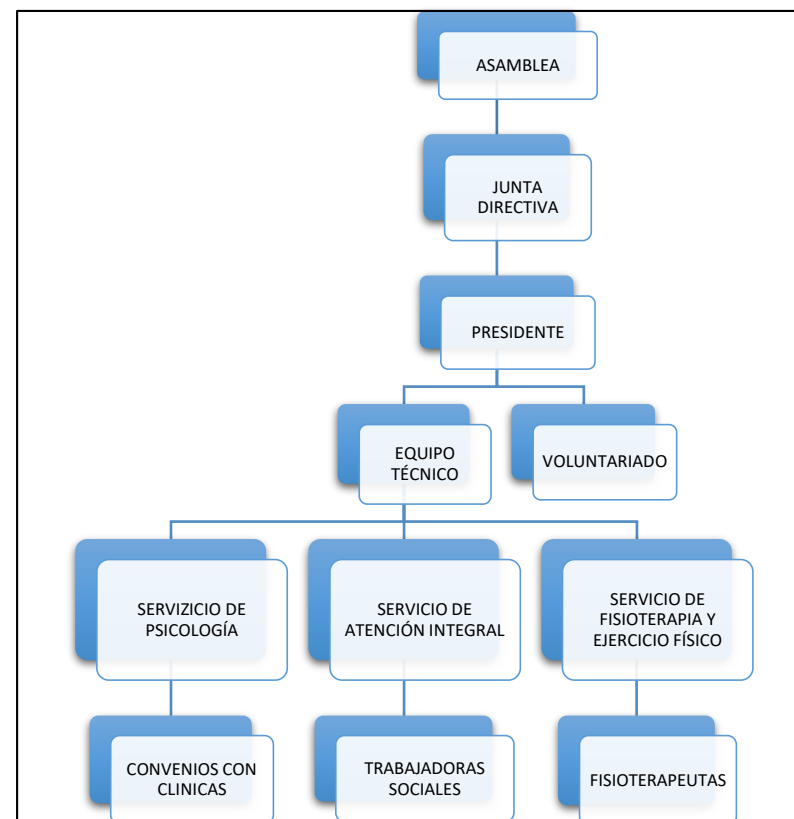 ASAMBLEA
JUNTA
DIRECTIVA
PRESIDENTE
EQUIPO
TÉCNICO
VOLUNTARIADO
SERVIZICIO DE
PSICOLOGÍA
SERVICIO DE
ATENCIÓN INTEGRAL
SERVICIO DE
FISIOTERAPIA Y
EJERCICIO FÍSICO
CONVENIOS CON
CLINICAS
TRABAJADORAS
SOCIALES
FISIOTERAPEUTAS